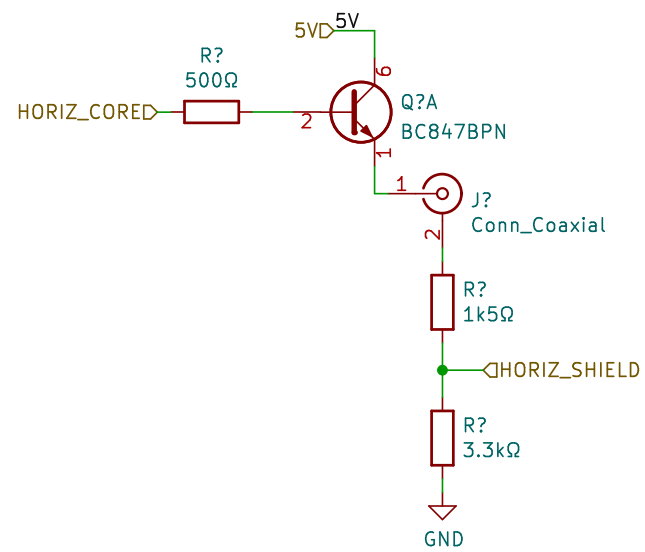 5V
5V
R?
500Ω
6
HORIZ_CORE
2
Q?A
BC847BPN
1
1
J?
Conn_Coaxial
2
R?
1k5Ω
HORIZ_SHIELD
R?
3.3kΩ
GND